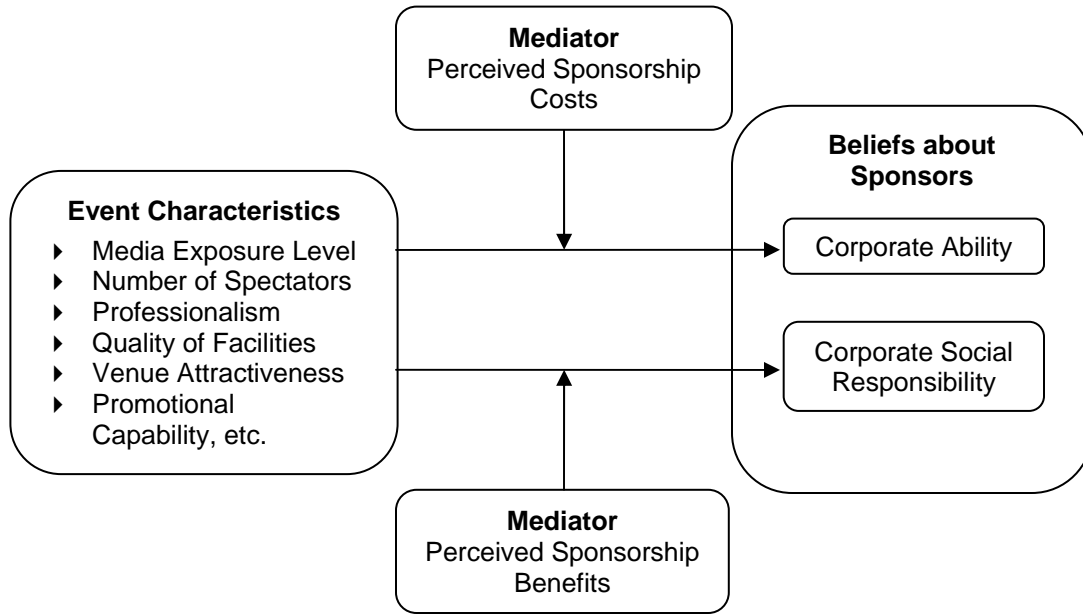 Mediator
Perceived Sponsorship
Costs
Event Characteristics
Media Exposure Level
Number of Spectators
Professionalism
Quality of Facilities
Venue Attractiveness
Promotional
Capability, etc.
Beliefs about
Sponsors
Corporate Ability
Corporate Social
Responsibility
Mediator
Perceived Sponsorship
Benefits